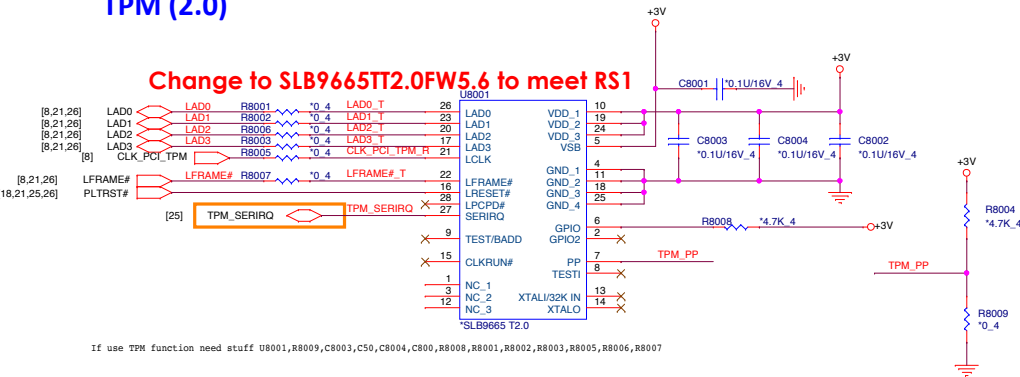 TPM (2.0)
+3V
+3V
Change to SLB9665TT2.0FW5.6 to meet RS1
C8001 *0.1U/16V_4
U8001
[8,21,26] LAD0 LAD0 R8001 *0_4 LAD0_T 26 LAD0 VDD_1 10
[8,21,26] LAD1 LAD1 R8002 *0_4 LAD1_T 23 LAD1 VDD_2 19
[8,21,26] LAD2 LAD2 R8006 *0_4 LAD2_T 20 LAD2 VDD_3 24
[8,21,26] LAD3 LAD3 R8003 *0_4 LAD3_T 17 LAD3 VSB 5
[8] CLK_PCI_TPM R8005 *0_4 CLK_PCI_TPM_R 21 LCLK
C8003 *0.1U/16V_4
C8004 *0.1U/16V_4
C8002 *0.1U/16V_4
GND_1 4
[8,21,26] LFRAME# LFRAME# R8007 *0_4 LFRAME#_T 22 LFRAME# GND_2 11
18,21,25,26] PLTRST# 16 LRESET# GND_3 18
28 LPCPD# GND_4 25
[25] TPM_SERIRQ TPM_SERIRQ 27 SERIRQ
GPIO 6 R8008 *4.7K_4 +3V
9 TEST/BADD GPIO2 2
15 CLKRUN# PP 7 TPM_PP
TESTI 8
1 NC_1
3 NC_2 XTALI/32K IN 13
12 NC_3 XTALO 14
*SLB9665 T2.0
+3V
R8004
*4.7K_4
TPM_PP
R8009
*0_4
If use TPM function need stuff U8001,R8009,C8003,C50,C8004,C800,R8008,R8001,R8002,R8003,R8005,R8006,R8007